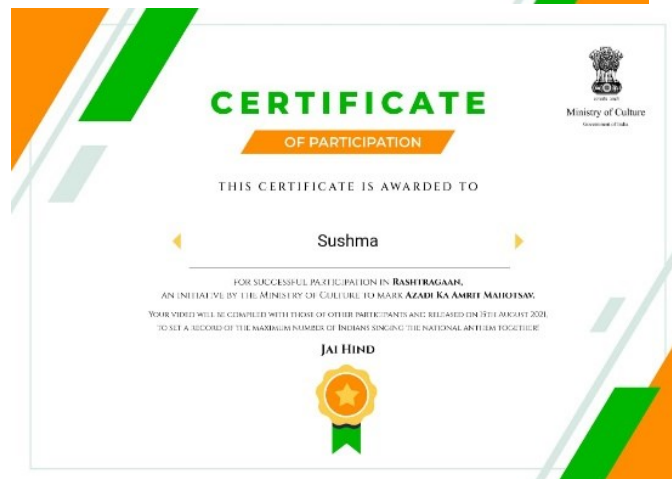 CERTIFICATE
OF PARTICIPATION
Ministry of Culture
Government of India
THIS CERTIFICATE IS AWARDED TO
Sushma
FOR SUCCESSFUL PARTICIPATION IN RASHTRAGAAN,
AN INITIATIVE BY THE MINISTRY OF CULTURE TO MARK AZADI KA AMRIT MAHOTSAV.
YOUR VIDEO WILL BE COMPILED WITH THOSE OF OTHER PARTICIPANTS AND RELEASED ON 15TH AUGUST 2021,
TO SET A RECORD OF THE MAXIMUM NUMBER OF INDIANS SINGING THE NATIONAL ANTHEM TOGETHER!
JAI HIND